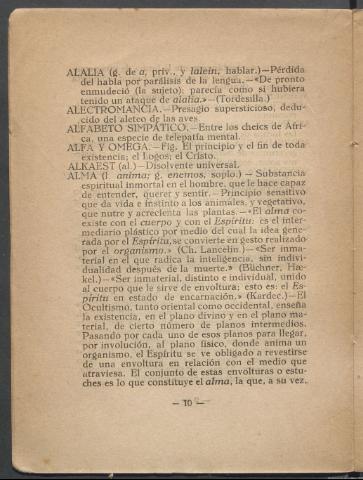 ALALIA (g. de a, priv., y lalein, hablar.)—Pérdida
del habla por parálisis de la lengua.—«De pronto
enmudeció (la sujeto); parecía como si hubiera
tenido un ataque de alalia.»—(Tordesilla.)
ALECTROMANCIA.—Presagio supersticioso, dedu-
cido del aleteo de las aves.
ALFABETO SIMPÁTICO.—Entre los cheics de Áfri-
ca, una especie de telepatía mental.
ALFA Y OMEGA.—Fig. El principio y el fin de toda
existencia; el Logos; el Cristo.
ALKAEST (al.)—Disolvente universal.
ALMA (l. anima; g. enemos, soplo.)—Substancia
espiritual inmortal en el hombre, que le hace capaz
de entender, querer y sentir.—Principio sensitivo
que da vida e instinto a los animales, y vegetativo,
que nutre y acrecienta las plantas.—«El alma co-
existe con el cuerpo y con el Espíritu: es el inter-
mediario plástico por medio del cual la idea gene-
rada por el Espíritu, se convierte en gesto realizado
por el organismo.» (Ch. Lancelin.)—«Ser inma-
terial en el que radica la inteligencia, sin indivi-
dualidad después de la muerte.» (Büchner, Hæ-
kel.)—«Ser inmaterial, distinto e individual, unido
al cuerpo que le sirve de envoltura; esto es: el Es-
píritu en estado de encarnación.» (Kardec.)—El
Ocultismo, tanto oriental como occidental, enseña
la existencia, en el plano divino y en el plano ma-
terial, de cierto número de planos intermedios.
Pasando por cada uno de esos planos para llegar,
por involución, al plano físico, donde anima un
organismo, el Espíritu se ve obligado a revestirse
de una envoltura en relación con el medio que
atraviesa. El conjunto de estas envolturas o estu-
ches es lo que constituye el alma, la que, a su vez,
— 10 —